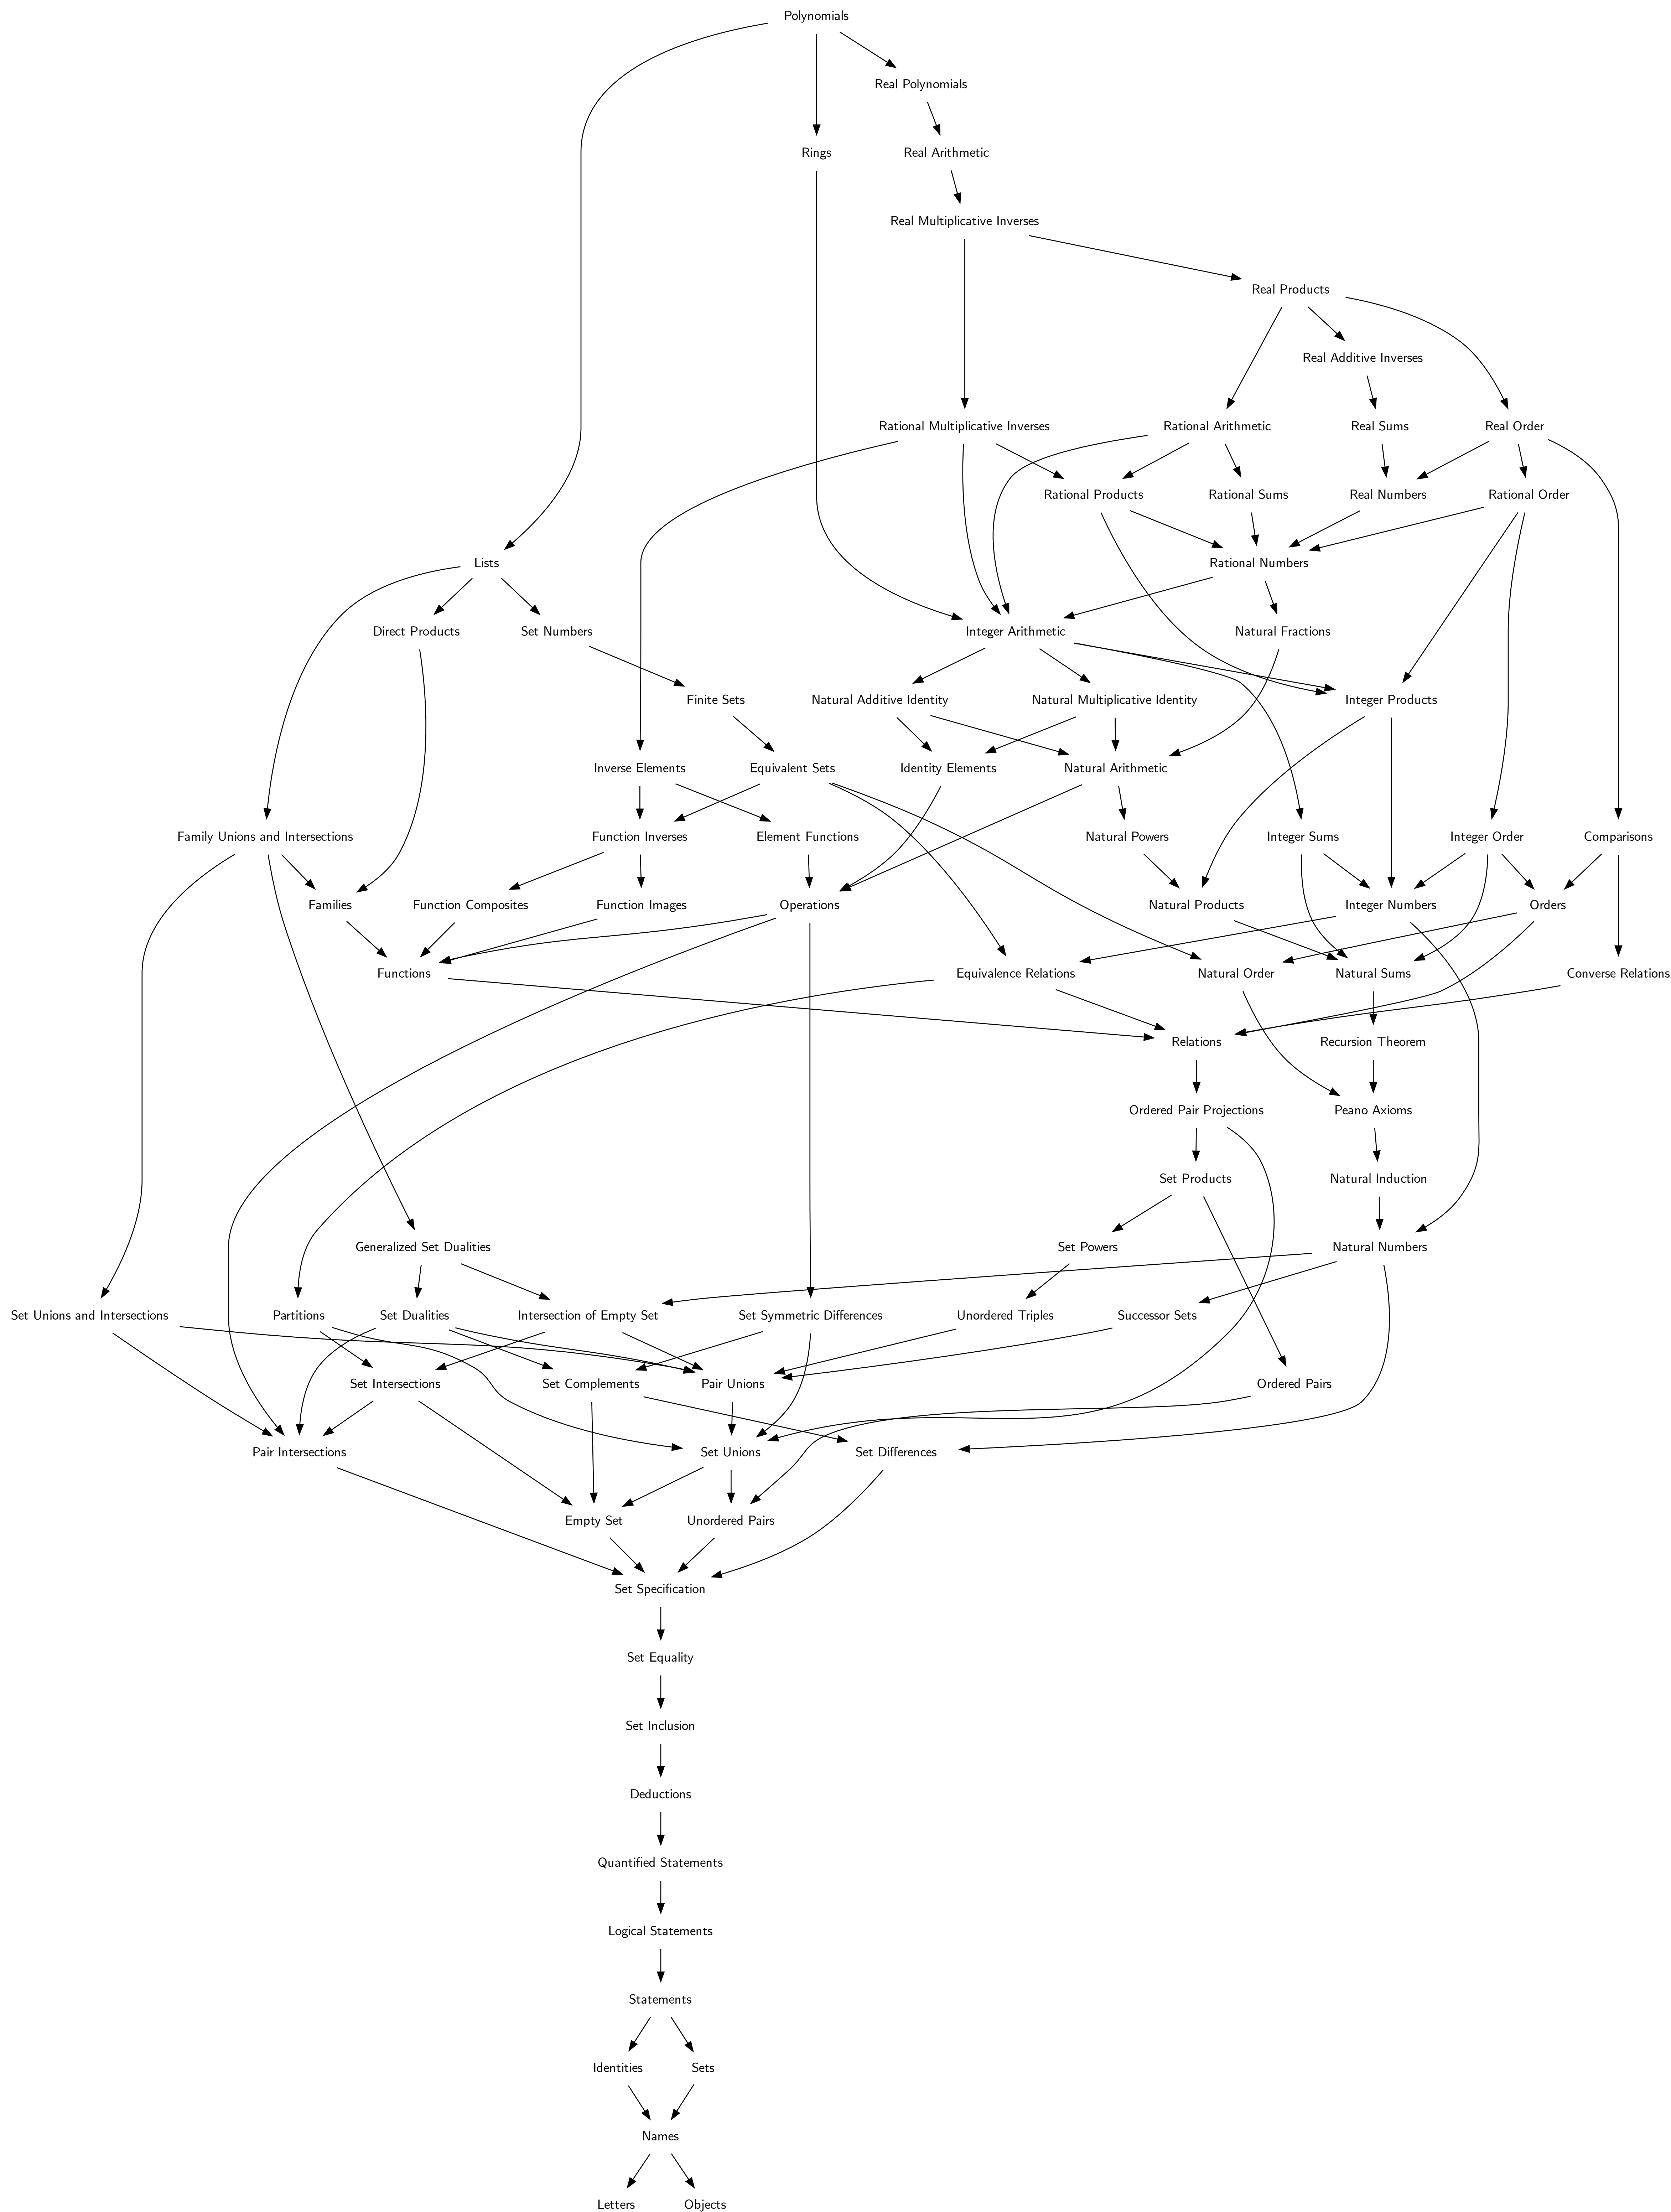 Polynomials
Real Polynomials
Rings
Real Arithmetic
Real Multiplicative Inverses
Real Products
Real Additive Inverses
Rational Multiplicative Inverses
Rational Arithmetic
Real Sums
Real Order
Rational Products
Rational Sums
Real Numbers
Rational Order
Lists
Rational Numbers
Direct Products
Set Numbers
Integer Arithmetic
Natural Fractions
Finite Sets
Natural Additive Identity
Natural Multiplicative Identity
Integer Products
Inverse Elements
Equivalent Sets
Identity Elements
Natural Arithmetic
Family Unions and Intersections
Function Inverses
Element Functions
Natural Powers
Integer Sums
Integer Order
Comparisons
Families
Function Composites
Function Images
Operations
Natural Products
Integer Numbers
Orders
Functions
Equivalence Relations
Natural Order
Natural Sums
Converse Relations
Relations
Recursion Theorem
Ordered Pair Projections
Peano Axioms
Set Products
Natural Induction
Generalized Set Dualities
Set Powers
Natural Numbers
Set Unions and Intersections
Partitions
Set Dualities
Intersection of Empty Set
Set Symmetric Differences
Unordered Triples
Successor Sets
Set Intersections
Set Complements
Pair Unions
Ordered Pairs
Pair Intersections
Set Unions
Set Differences
Empty Set
Unordered Pairs
Set Specification
Set Equality
Set Inclusion
Deductions
Quantified Statements
Logical Statements
Statements
Identities
Sets
Names
Letters
Objects